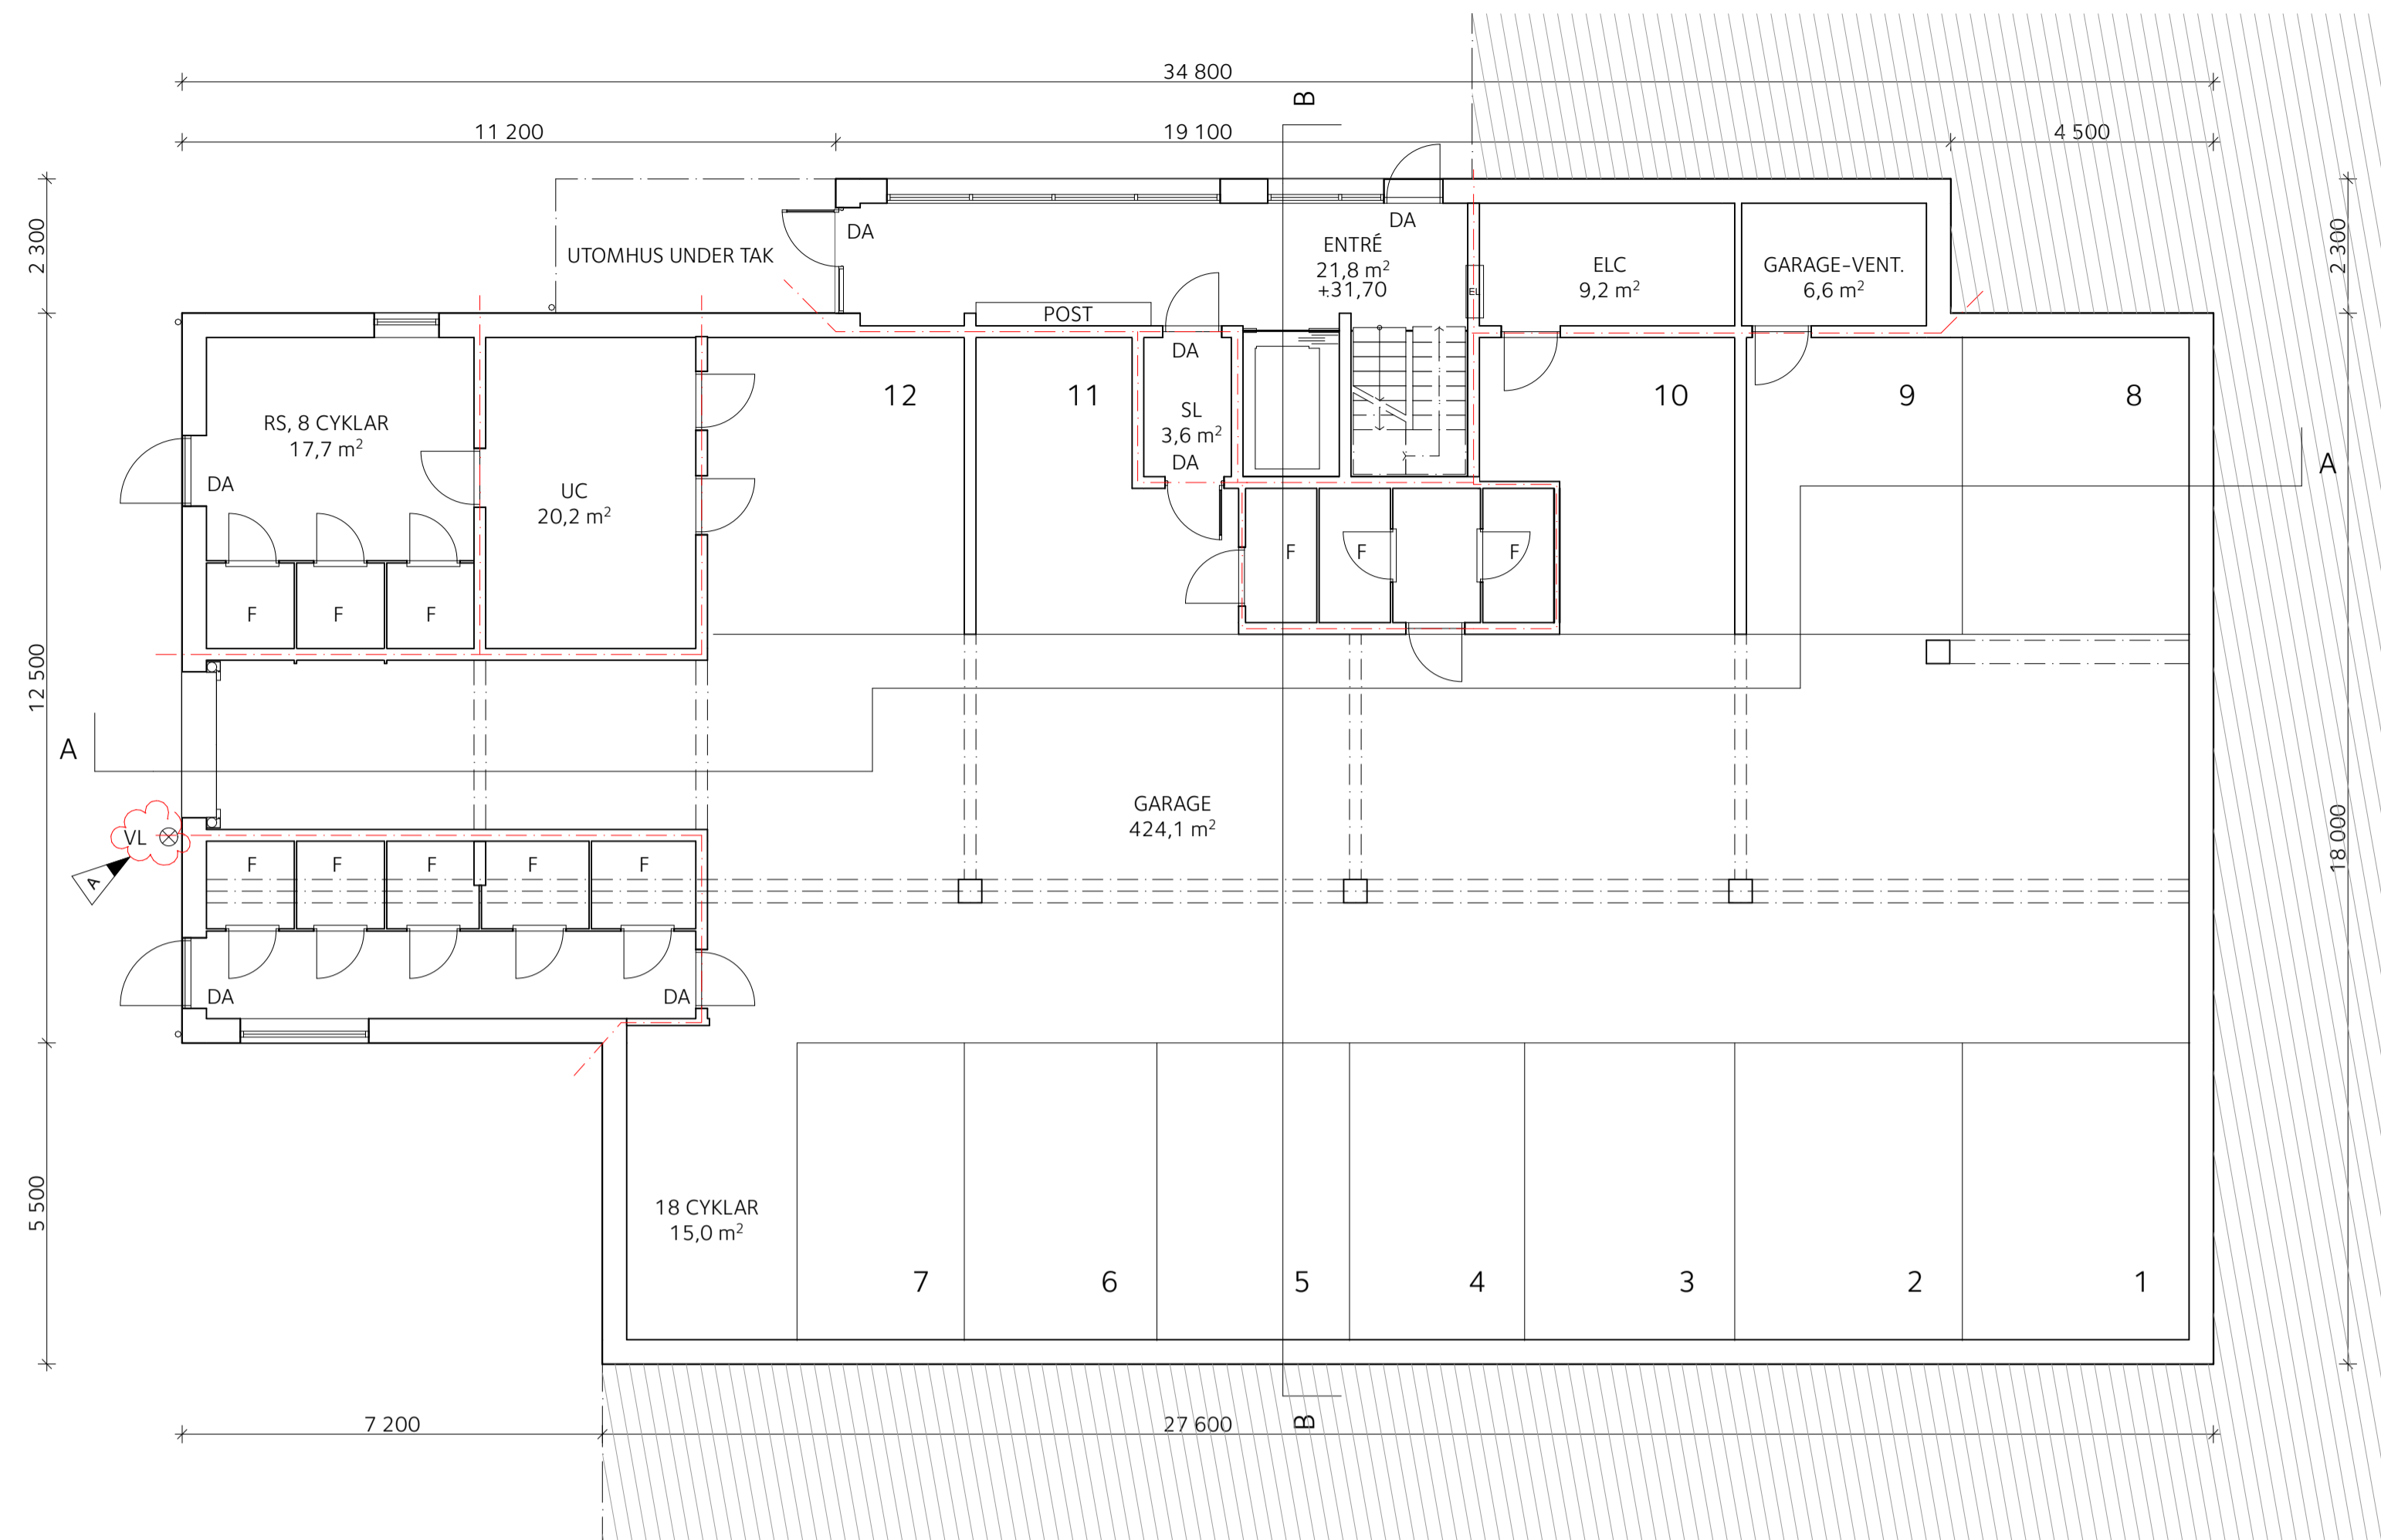 34 800
B
11 200
19 100
4 500
2 300
2 300
DA
DA
UTOMHUS UNDER TAK
ENTRÉ
21,8 m²
+31,70
ELC
9,2 m²
GARAGE-VENT.
6,6 m²
EL
POST
DA
12
11
10
9
8
SL
3,6 m²
DA
RS, 8 CYKLAR
17,7 m²
DA
UC
20,2 m²
A
F
F
F
F
F
F
12 500
A
GARAGE
424,1 m²
18 000
VL
A
F
F
F
F
F
DA
DA
5 500
18 CYKLAR
15,0 m²
7
6
5
4
3
2
1
7 200
27 600
B